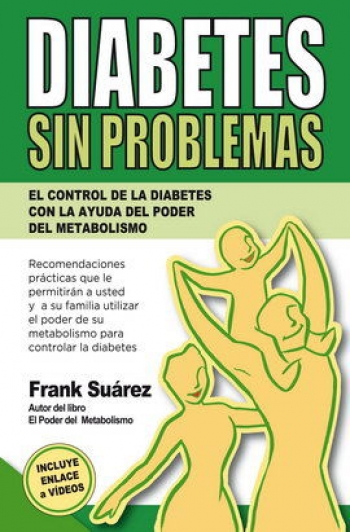 DIABETES
SIN PROBLEMAS
EL CONTROL DE LA DIABETES
CON LA AYUDA DEL PODER
DEL METABOLISMO
Recomendaciones
prácticas que le
permitirán a usted
y a su familia utilizar
el poder de su
metabolismo para
controlar la diabetes
Frank Suárez
Autor del libro
El Poder del Metabolismo
INCLUYE
ENLACE
a VÍDEOS